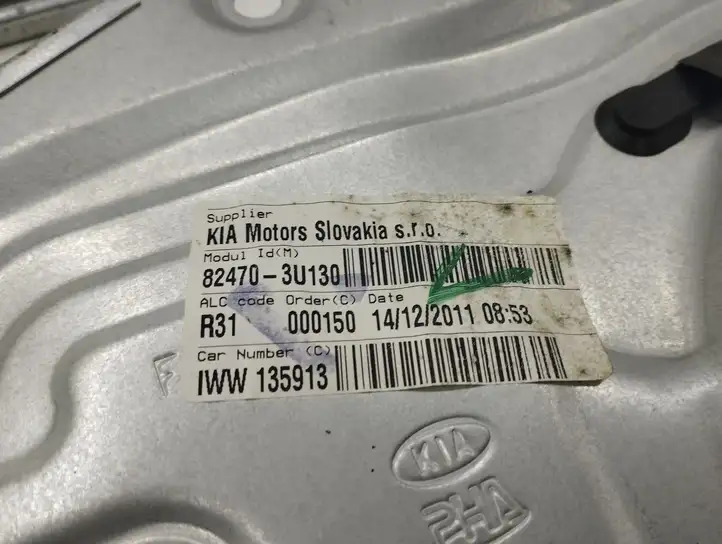 Supplier
KIA Motors Slovakia s.r.o.
Modul Id(M)
82470-3U130
ALC code Order(C) Date
R31 000150 14/12/2011 08:53
Car Number (C)
IWW 135913
F
KIA